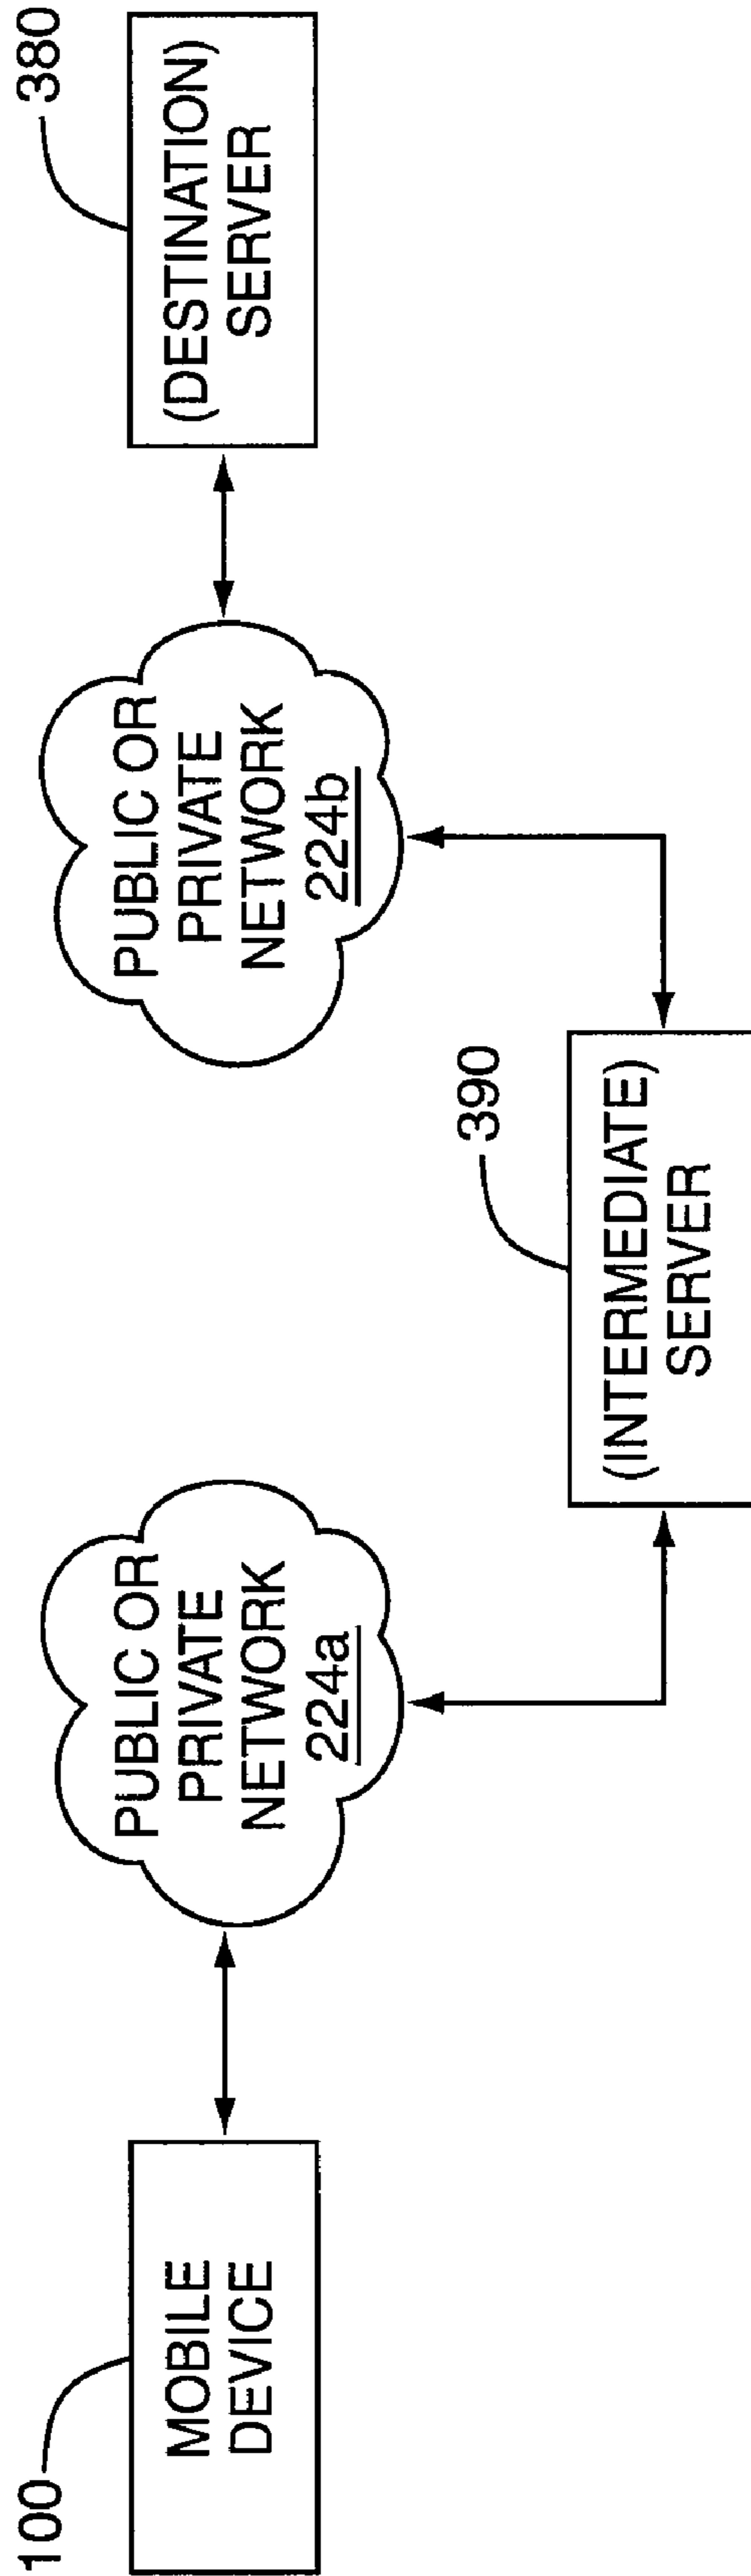 100
MOBILE
DEVICE
PUBLIC OR
PRIVATE
NETWORK
224a
390
(INTERMEDIATE)
SERVER
PUBLIC OR
PRIVATE
NETWORK
224b
380
(DESTINATION)
SERVER